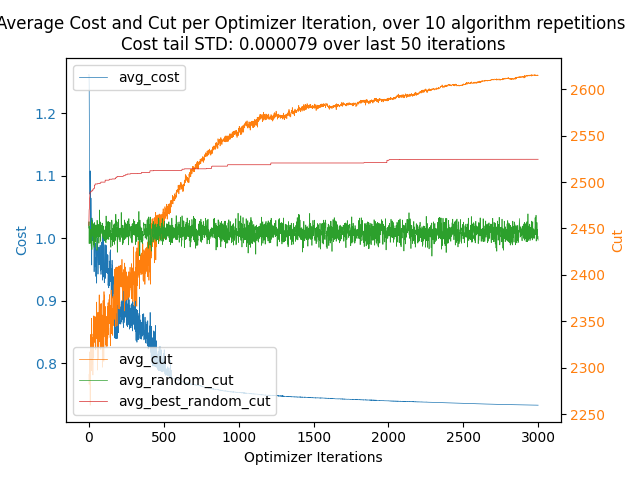 Average Cost and Cut per Optimizer Iteration, over 10 algorithm repetitions
Cost tail STD: 0.000079 over last 50 iterations
avg_cost
1.2
1.1
1.0
0.9
0.8
Cost
2600
2550
2500
2450
2400
2350
2300
2250
Cut
avg_cut
avg_random_cut
avg_best_random_cut
0 500 1000 1500 2000 2500 3000
Optimizer Iterations